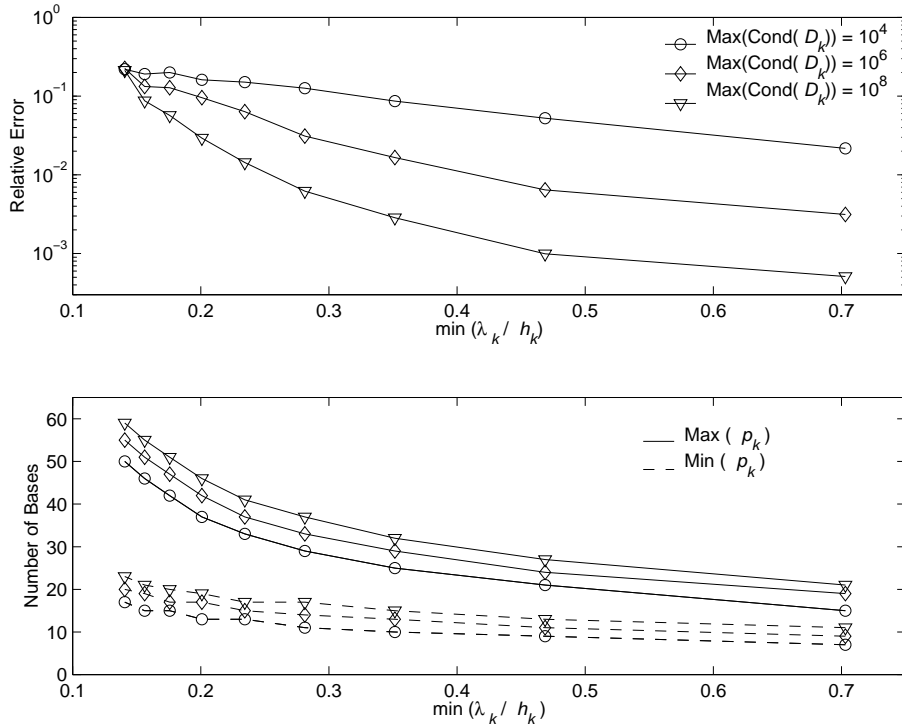 10^0
10^-1
10^-2
10^-3
Relative Error
Max(Cond( D_k)) = 10^4
Max(Cond( D_k)) = 10^6
Max(Cond( D_k)) = 10^8
0.1 0.2 0.3 0.4 0.5 0.6 0.7
min (λ_k / h_k)
60
50
40
30
20
10
0
Number of Bases
Max ( p_k)
Min ( p_k)
0.1 0.2 0.3 0.4 0.5 0.6 0.7
min (λ_k / h_k)